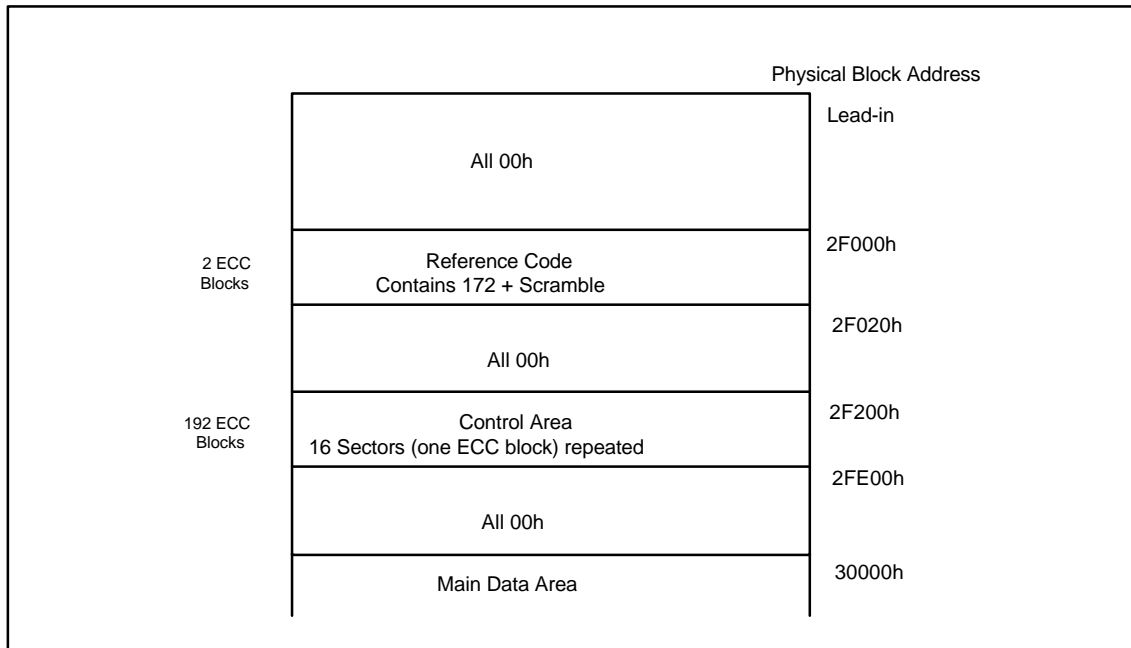 Physical Block Address
Lead-in
All 00h
2F000h
2 ECC
Blocks
Reference Code
Contains 172 + Scramble
2F020h
All 00h
2F200h
192 ECC
Blocks
Control Area
16 Sectors (one ECC block) repeated
2FE00h
All 00h
30000h
Main Data Area